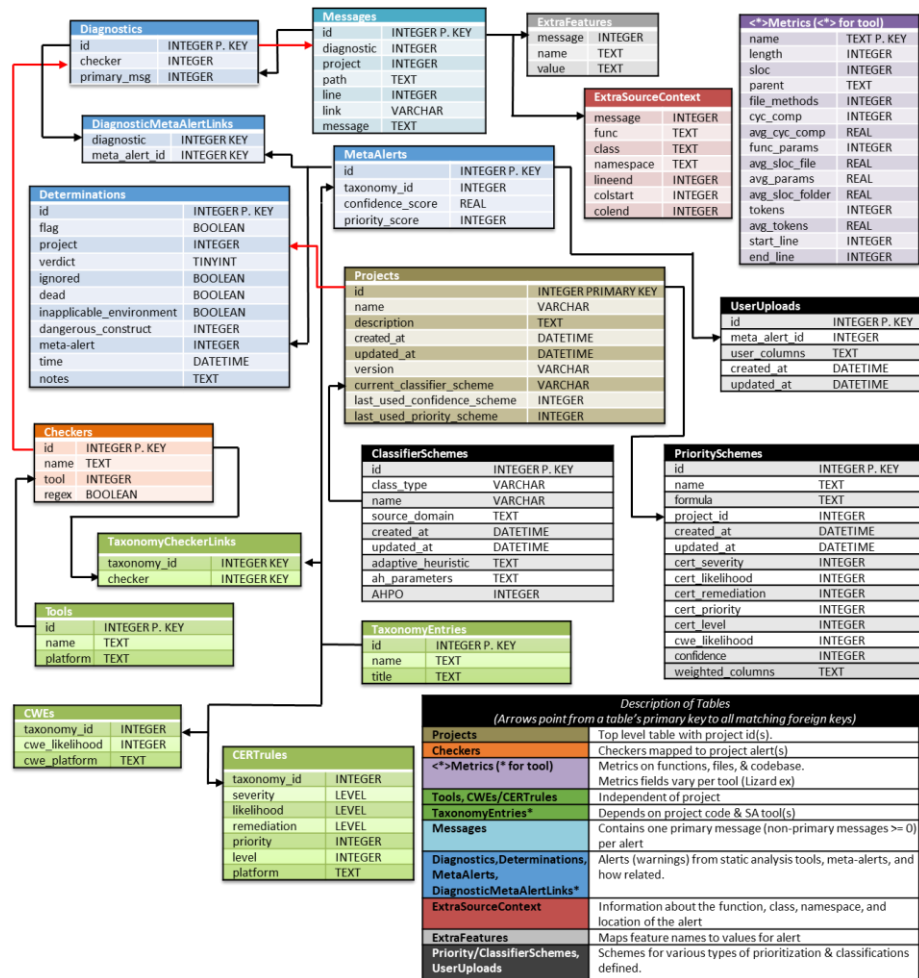 Diagnostics
id INTEGER P. KEY
checker INTEGER
primary_msg INTEGER
Messages
id INTEGER P. KEY
diagnostic INTEGER
project INTEGER
path TEXT
line INTEGER
link VARCHAR
message TEXT
ExtraFeatures
message INTEGER
name TEXT
value TEXT
<*>Metrics (<*> for tool)
name TEXT P. KEY
length INTEGER
sloc INTEGER
parent TEXT
file_methods INTEGER
cyc_comp INTEGER
avg_cyc_comp REAL
func_params INTEGER
avg_sloc_file REAL
avg_params REAL
avg_sloc_folder REAL
tokens INTEGER
avg_tokens REAL
start_line INTEGER
end_line INTEGER
ExtraSourceContext
message INTEGER
func TEXT
class TEXT
namespace TEXT
lineend INTEGER
colstart INTEGER
colend INTEGER
DiagnosticMetaAlertLinks
diagnostic INTEGER KEY
meta_alert_id INTEGER KEY
MetaAlerts
id INTEGER P. KEY
taxonomy_id INTEGER
confidence_score REAL
priority_score INTEGER
Determinations
id INTEGER P. KEY
flag BOOLEAN
project INTEGER
verdict TINYINT
ignored BOOLEAN
dead BOOLEAN
inapplicable_environment BOOLEAN
dangerous_construct INTEGER
meta-alert INTEGER
time DATETIME
notes TEXT
Projects
id INTEGER PRIMARY KEY
name VARCHAR
description TEXT
created_at DATETIME
updated_at DATETIME
version VARCHAR
current_classifier_scheme VARCHAR
last_used_confidence_scheme INTEGER
last_used_priority_scheme INTEGER
UserUploads
id INTEGER P. KEY
meta_alert_id INTEGER
user_columns TEXT
created_at DATETIME
updated_at DATETIME
Checkers
id INTEGER P. KEY
name TEXT
tool INTEGER
regex BOOLEAN
ClassifierSchemes
id INTEGER P. KEY
class_type VARCHAR
name VARCHAR
source_domain TEXT
created_at DATETIME
updated_at DATETIME
adaptive_heuristic TEXT
ah_parameters TEXT
AHPO INTEGER
PrioritySchemes
id INTEGER P. KEY
name TEXT
formula TEXT
project_id INTEGER
created_at DATETIME
updated_at DATETIME
cert_severity INTEGER
cert_likelihood INTEGER
cert_remediation INTEGER
cert_priority INTEGER
cert_level INTEGER
cwe_likelihood INTEGER
confidence INTEGER
weighted_columns TEXT
TaxonomyCheckerLinks
taxonomy_id INTEGER KEY
checker INTEGER KEY
Tools
id INTEGER P. KEY
name TEXT
platform TEXT
TaxonomyEntries
id INTEGER P. KEY
name TEXT
title TEXT
CWEs
taxonomy_id INTEGER
cwe_likelihood INTEGER
cwe_platform TEXT
CERTrules
taxonomy_id INTEGER
severity LEVEL
likelihood LEVEL
remediation LEVEL
priority INTEGER
level INTEGER
platform TEXT
Description of Tables
(Arrows point from a table's primary key to all matching foreign keys)
Projects Top level table with project id(s).
Checkers Checkers mapped to project alert(s)
<*>Metrics (* for tool) Metrics on functions, files, & codebase.
Metrics fields vary per tool (Lizard ex)
Tools, CWEs/CERTrules Independent of project
TaxonomyEntries* Depends on project code & SA tool(s)
Messages Contains one primary message (non-primary messages >= 0)
per alert
Diagnostics,Determinations, Alerts (warnings) from static analysis tools, meta-alerts, and
MetaAlerts, how related.
DiagnosticMetaAlertLinks*
ExtraSourceContext Information about the function, class, namespace, and
location of the alert
ExtraFeatures Maps feature names to values for alert
Priority/ClassifierSchemes, Schemes for various types of prioritization & classifications
UserUploads defined.